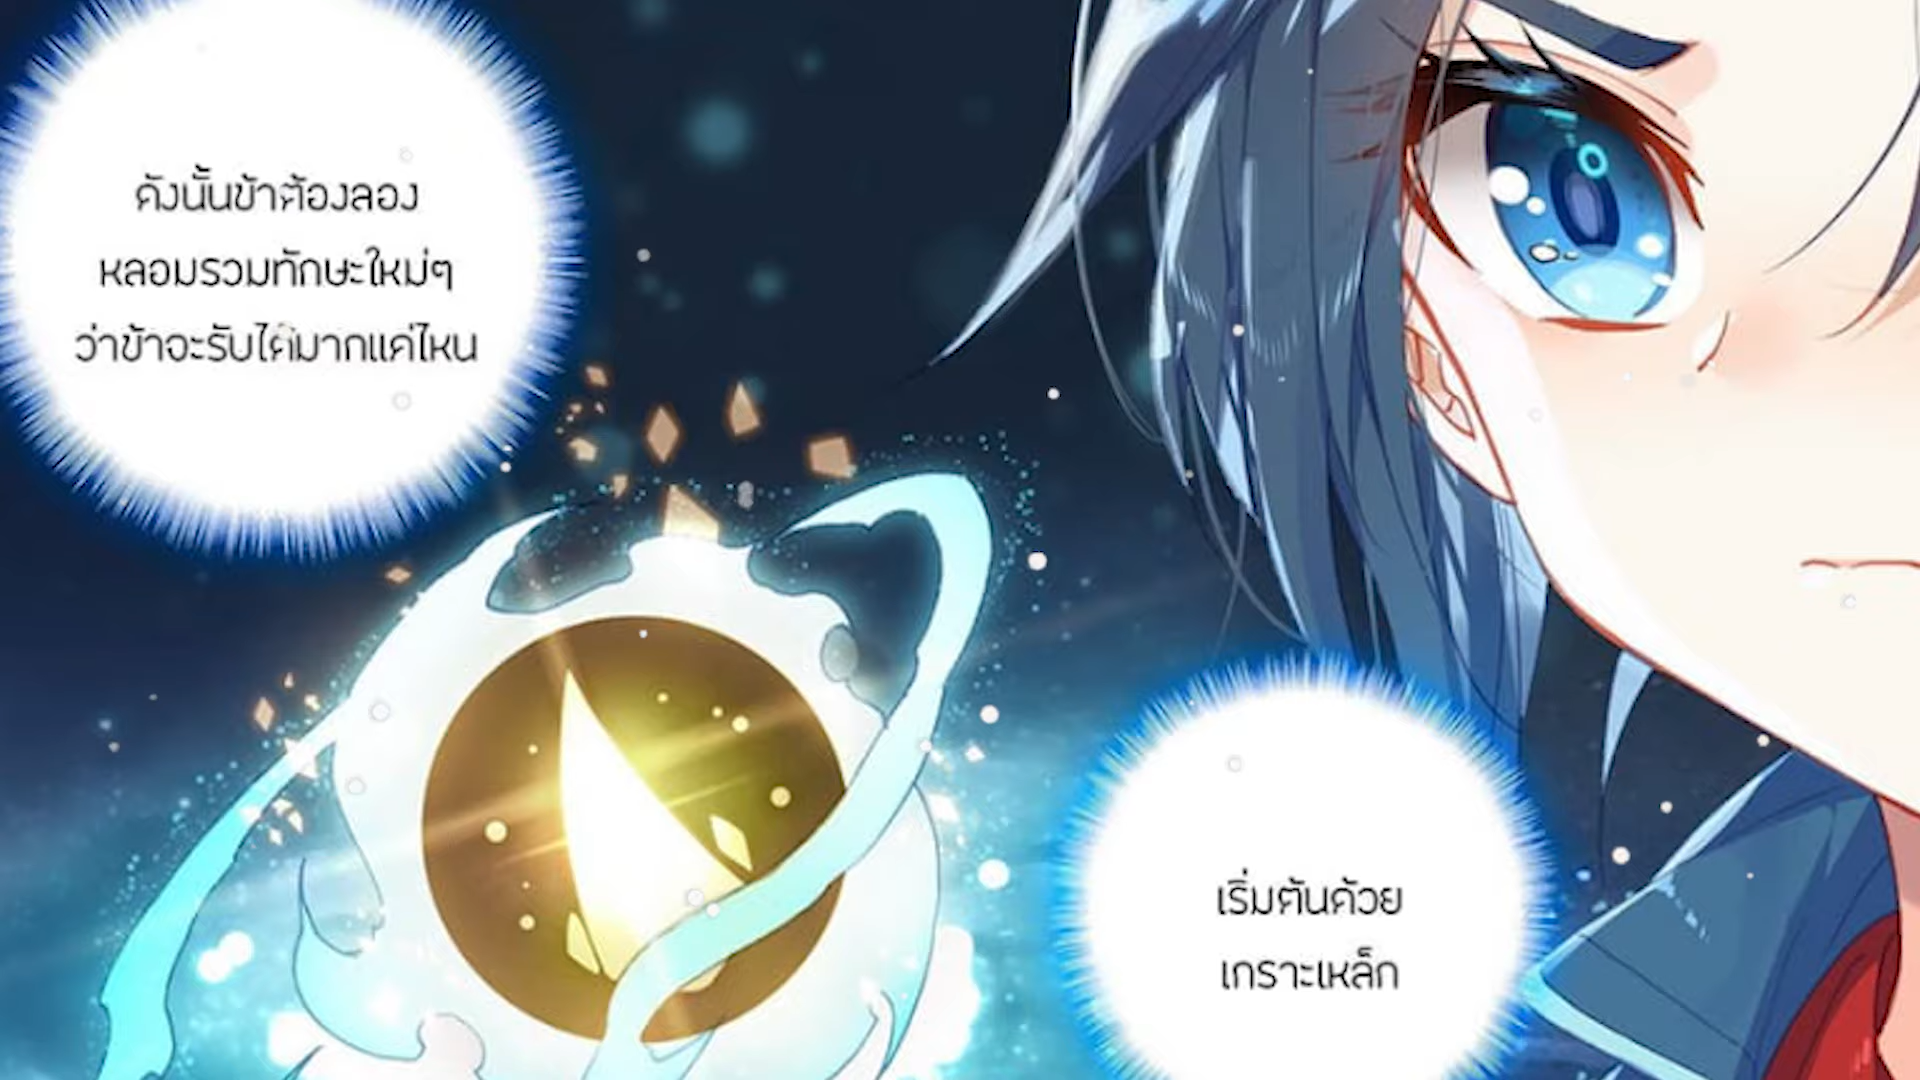 ดังนั้นข้าต้องลอง
หลอมรวมทักษะใหม่ๆ
ว่าข้าจะรับได้มากแค่ไหน
เริ่มต้นด้วย
เกราะเหล็ก